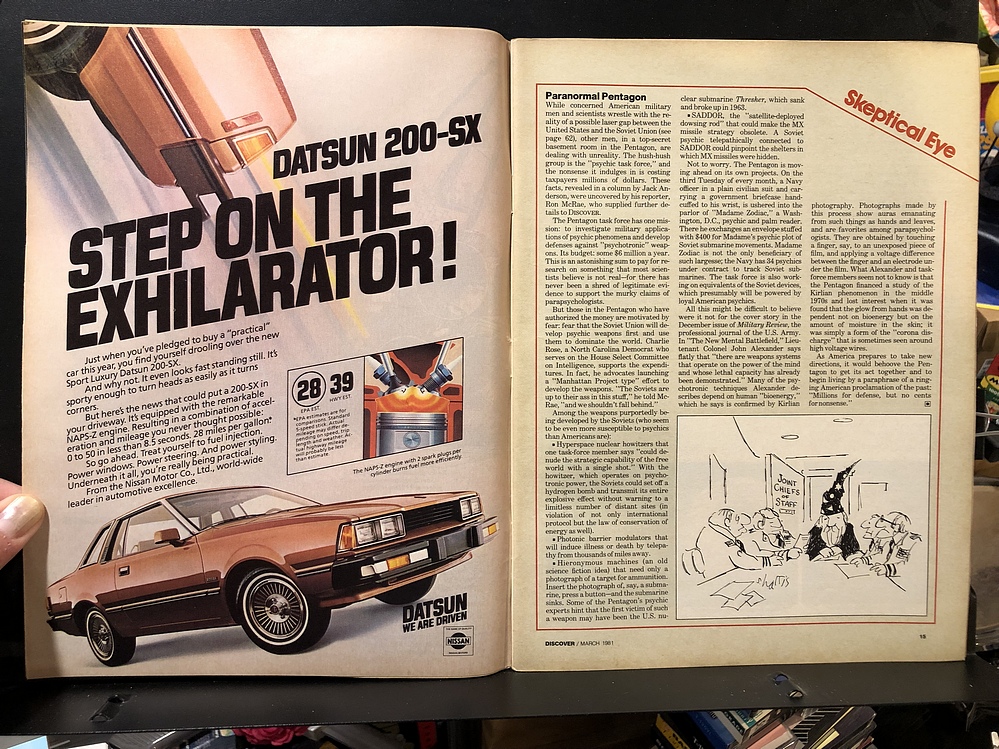 DATSUN 200-SX
STEP ON THE
EXHILARATOR!
Just when you've pledged to buy a "practical"
car this year, you find yourself drooling over the new
Sport Luxury Datsun 200-SX.
And why not. It even looks fast standing still. It's
sporty enough to turn heads as easily as it turns
corners.
But here's the news that could put a 200-SX in
your driveway. It's equipped with the remarkable
NAPS-Z engine. Resulting in a combination of accel-
eration and mileage you never thought possible:
0 to 50 in less than 8.5 seconds. 28 miles per gallon.*
So go ahead. Treat yourself to fuel injection.
Power windows. Power steering. And power styling.
Underneath it all, you're really being practical.
From the Nissan Motor Co., Ltd., world-wide
leader in automotive excellence.
28 39
EPA EST. HWY EST.
*EPA estimates are for
comparisons. Standard
5-speed stick. Actual
mileage may differ de-
pending on speed, trip
length and weather. Ac-
tual highway mileage
will probably be less
than estimate.
The NAPS-Z engine with 2 spark plugs per
cylinder burns fuel more efficiently.
DATSUN
WE ARE DRIVEN
NISSAN
Skeptical Eye
Paranormal Pentagon
While concerned American military
men and scientists wrestle with the re-
ality of a possible laser gap between the
United States and the Soviet Union (see
page 62), other men, in a top-secret
basement room in the Pentagon, are
dealing with unreality. The hush-hush
group is the "psychic task force," and
the nonsense it indulges in is costing
taxpayers millions of dollars. These
facts, revealed in a column by Jack An-
derson, were uncovered by his reporter,
Ron McRae, who supplied further de-
tails to DISCOVER.
The Pentagon task force has one mis-
sion: to investigate military applica-
tions of psychic phenomena and develop
defenses against "psychotronic" weap-
ons. Its budget: some $6 million a year.
This is an astonishing sum to pay for re-
search on something that most scien-
tists believe is not real—for there has
never been a shred of legitimate evi-
dence to support the murky claims of
parapsychologists.
But those in the Pentagon who have
authorized the money are motivated by
fear: fear that the Soviet Union will de-
velop psychic weapons first and use
them to dominate the world. Charlie
Rose, a North Carolina Democrat who
serves on the House Select Committee
on Intelligence, supports the expendi-
tures. In fact, he advocates launching
a "Manhattan Project type" effort to
develop the weapons. "The Soviets are
up to their ass in this stuff," he told Mc-
Rae, "and we shouldn't fall behind."
Among the weapons purportedly be-
ing developed by the Soviets (who seem
to be even more susceptible to psychics
than Americans are):
• Hyperspace nuclear howitzers that
one task-force member says "could de-
nude the strategic capability of the free
world with a single shot." With the
howitzer, which operates on psycho-
tronic power, the Soviets could set off a
hydrogen bomb and transmit its entire
explosive effect without warning to a
limitless number of distant sites (in
violation of not only international
protocol but the law of conservation of
energy as well).
• Photonic barrier modulators that
will induce illness or death by telepa-
thy from thousands of miles away.
• Hieronymous machines (an old
science fiction idea) that need only a
photograph of a target for ammunition.
Insert the photograph of, say, a subma-
rine, press a button—and the submarine
sinks. Some of the Pentagon's psychic
experts hint that the first victim of such
a weapon may have been the U.S. nu-
clear submarine Thresher, which sank
and broke up in 1963.
• SADDOR, the "satellite-deployed
dowsing rod" that could make the MX
missile strategy obsolete. A Soviet
psychic telepathically connected to
SADDOR could pinpoint the shelters in
which MX missiles were hidden.
Not to worry. The Pentagon is mov-
ing ahead on its own projects. On the
third Tuesday of every month, a Navy
officer in a plain civilian suit and car-
rying a government briefcase hand-
cuffed to his wrist, is ushered into the
parlor of "Madame Zodiac," a Wash-
ington, D.C., psychic and palm reader.
There he exchanges an envelope stuffed
with $400 for Madame's psychic plot of
Soviet submarine movements. Madame
Zodiac is not the only beneficiary of
such largesse; the Navy has 34 psychics
under contract to track Soviet sub-
marines. The task force is also work-
ing on equivalents of the Soviet devices,
which presumably will be powered by
loyal American psychics.
All this might be difficult to believe
were it not for the cover story in the
December issue of Military Review, the
professional journal of the U.S. Army.
In "The New Mental Battlefield," Lieu-
tenant Colonel John Alexander says
flatly that "there are weapons systems
that operate on the power of the mind
and whose lethal capacity has already
been demonstrated." Many of the psy-
chotronic techniques Alexander de-
scribes depend on human "bioenergy,"
which he says is confirmed by Kirlian
photography. Photographs made by
this process show auras emanating
from such things as hands and leaves,
and are favorites among parapsychol-
ogists. They are obtained by touching
a finger, say, to an unexposed piece of
film, and applying a voltage difference
between the finger and an electrode un-
der the film. What Alexander and task-
force members seem not to know is that
the Pentagon financed a study of the
Kirlian phenomenon in the middle
1970s and lost interest when it was
found that the glow from hands was de-
pendent not on bioenergy but on the
amount of moisture in the skin; it
was simply a form of the "corona dis-
charge" that is sometimes seen around
high voltage wires.
As America prepares to take new
directions, it would behoove the Pen-
tagon to get its act together and to
begin living by a paraphrase of a ring-
ing American proclamation of the past:
"Millions for defense, but no cents
for nonsense."
JOINT
CHIEFS
OF
STAFF
S. Harris
DISCOVER / MARCH 1981
15